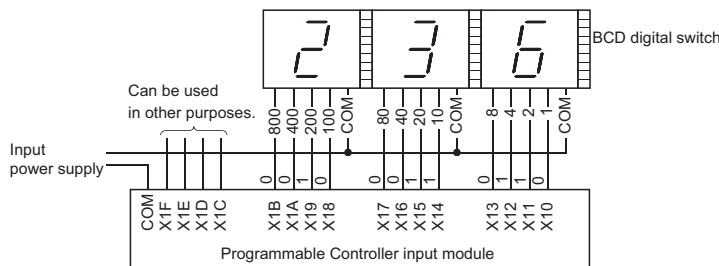 2 3 6
BCD digital switch
Can be used
in other purposes.
800 400 200 100 COM 80 40 20 10 COM 8 4 2 1 COM
Input
power supply
0 0 1 0 0 0 1 1 0 1 1 0
COM X1F X1E X1D X1C X1B X1A X19 X18 X17 X16 X15 X14 X13 X12 X11 X10
Programmable Controller input module